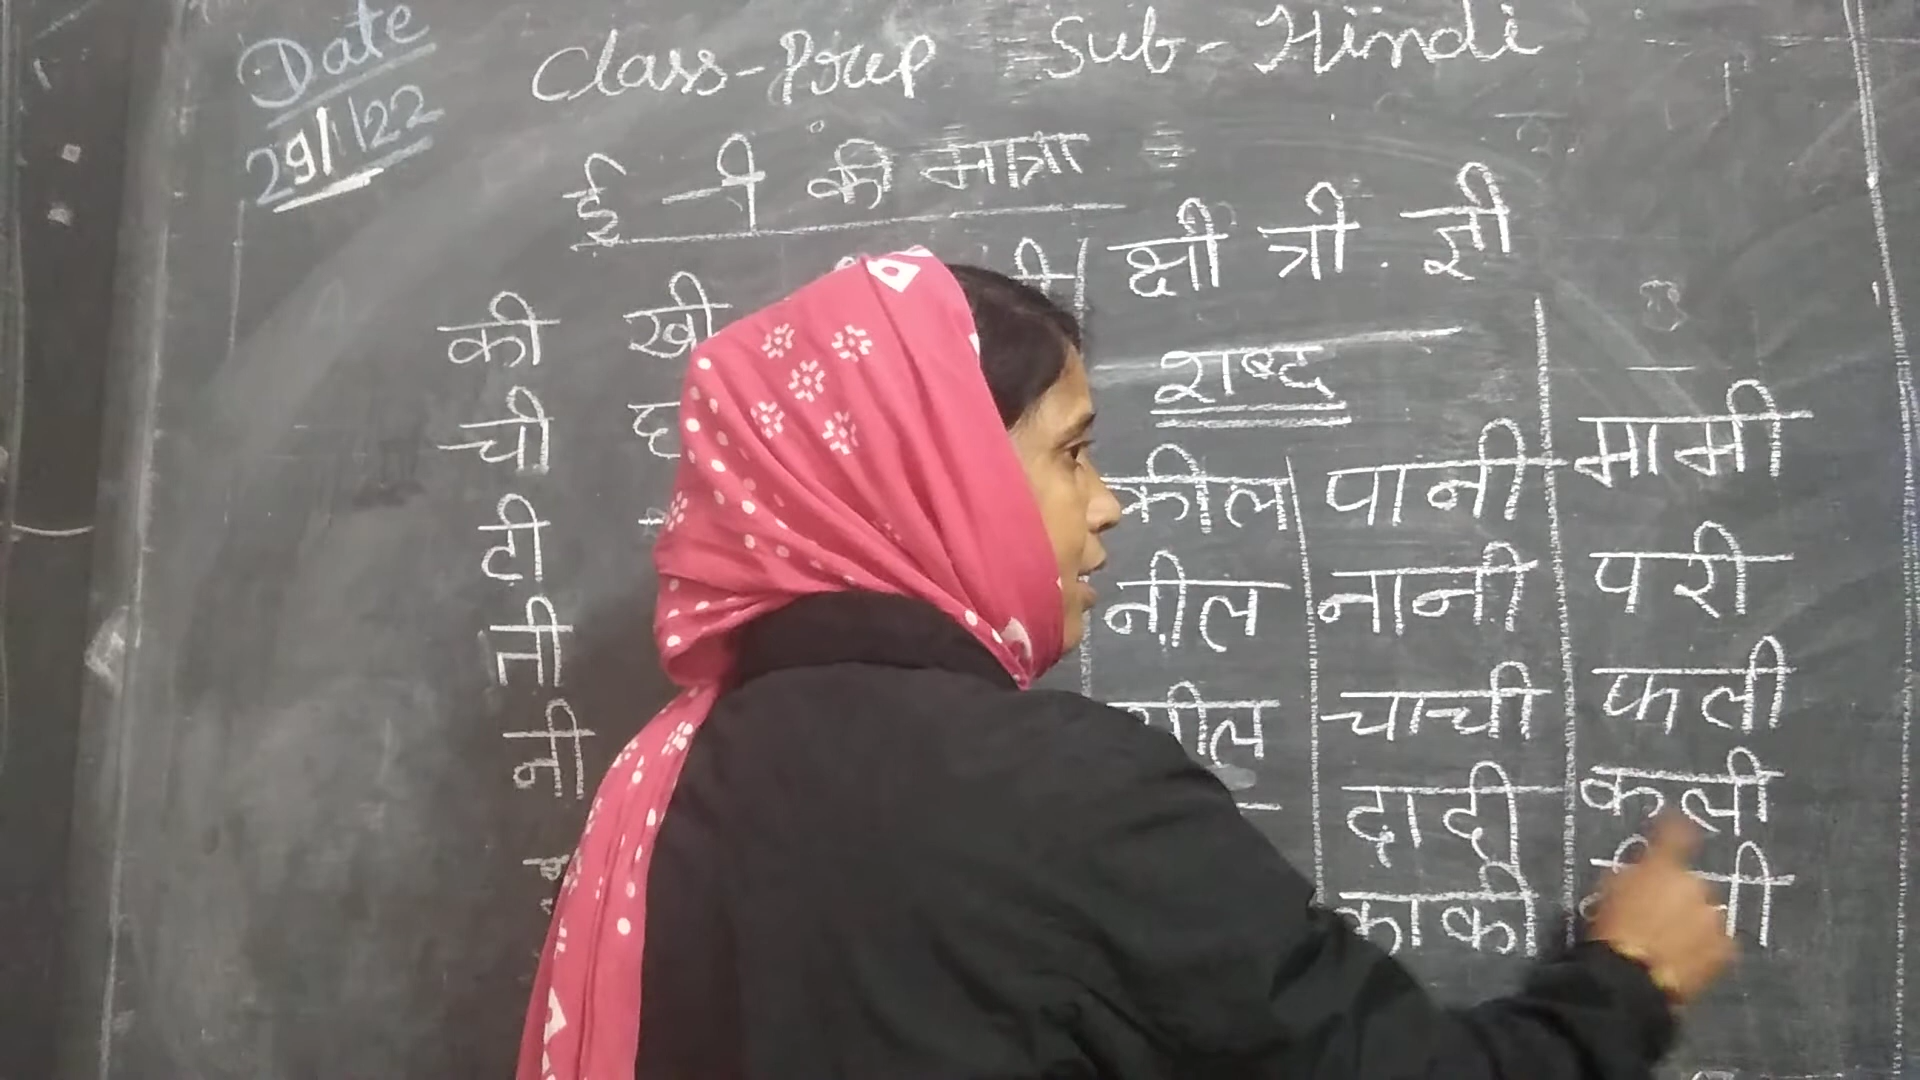 Date
29/1/22
Class-Prep Sub-Hindi
ई -ी की मात्रा
क्षी त्री ज्ञी
की खी
ची
टी
ती
नी
शब्द
कील पानी मामी
नील नानी परी
चाची फली
दादी कली
काकी